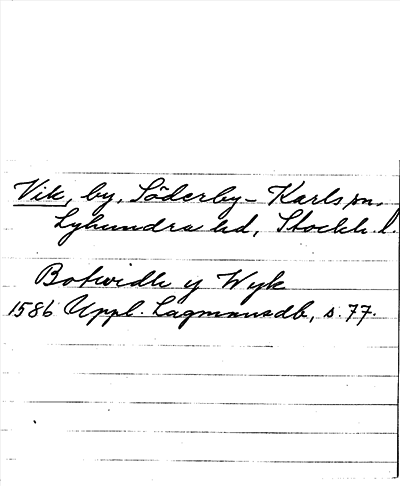 Vik, by, Söderby-Karls sn,
Lyhundra hd, Stockh. l.
Botwidh y Wyk
1586 Uppl. Lagmansdb, s. 77.